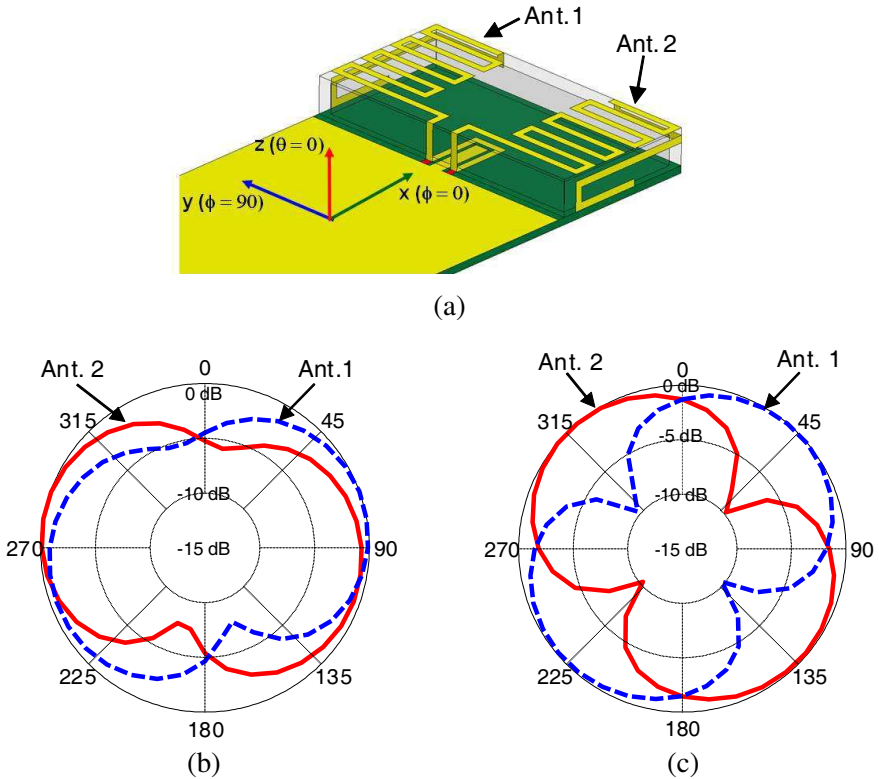 Ant.1
Ant. 2
z (θ = 0)
y (ϕ = 90)
x (ϕ = 0)
(a)
Ant. 2
0
Ant.1
0 dB
315
45
-10 dB
270
-15 dB
90
225
135
180
(b)
Ant. 2
0
Ant. 1
0 dB
315
45
-5 dB
-10 dB
270
-15 dB
90
225
135
180
(c)